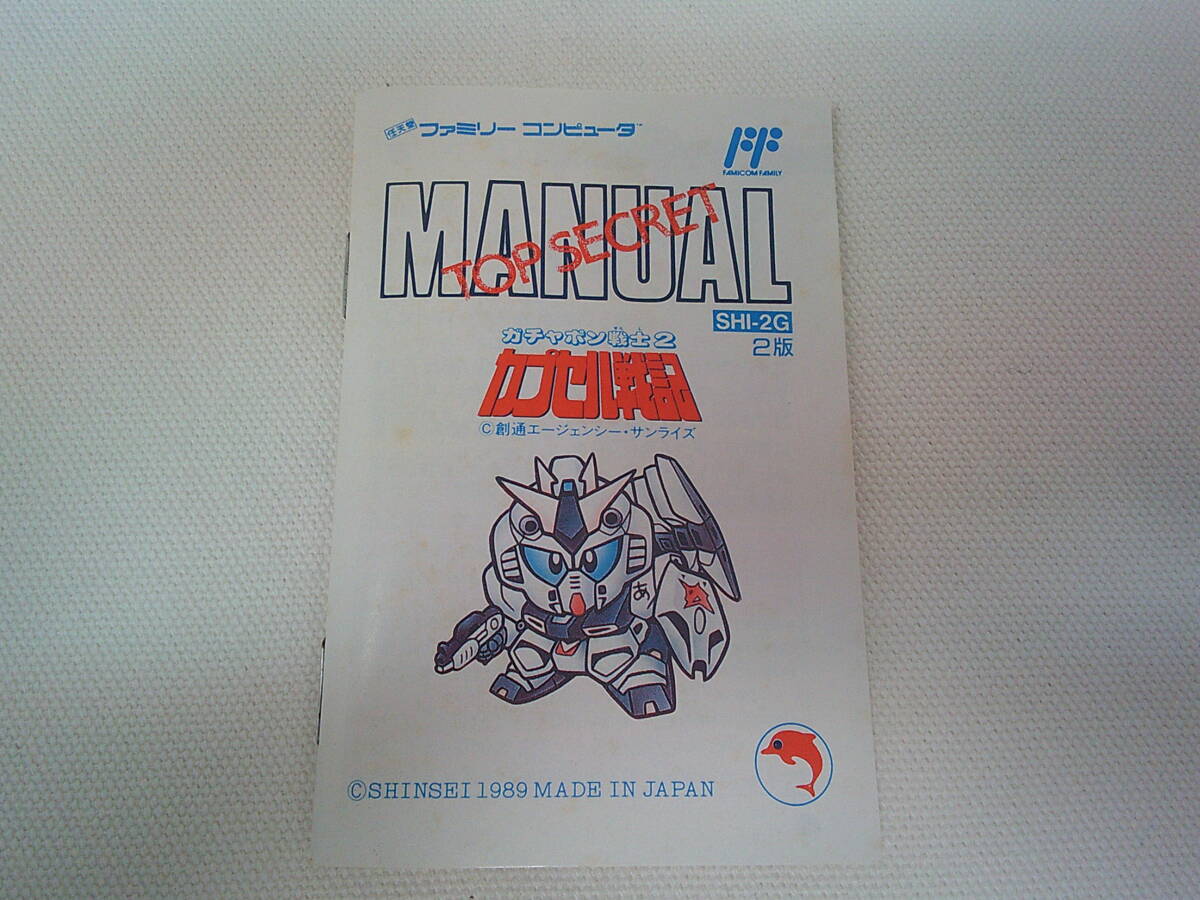 任天堂 ファミリーコンピュータ™
FAMICOM FAMILY
MANUAL
TOP SECRET
SHI-2G
2版
ガチャポン戦士2
カプセル戦記
©創通エージェンシー・サンライズ
あ
©SHINSEI 1989 MADE IN JAPAN